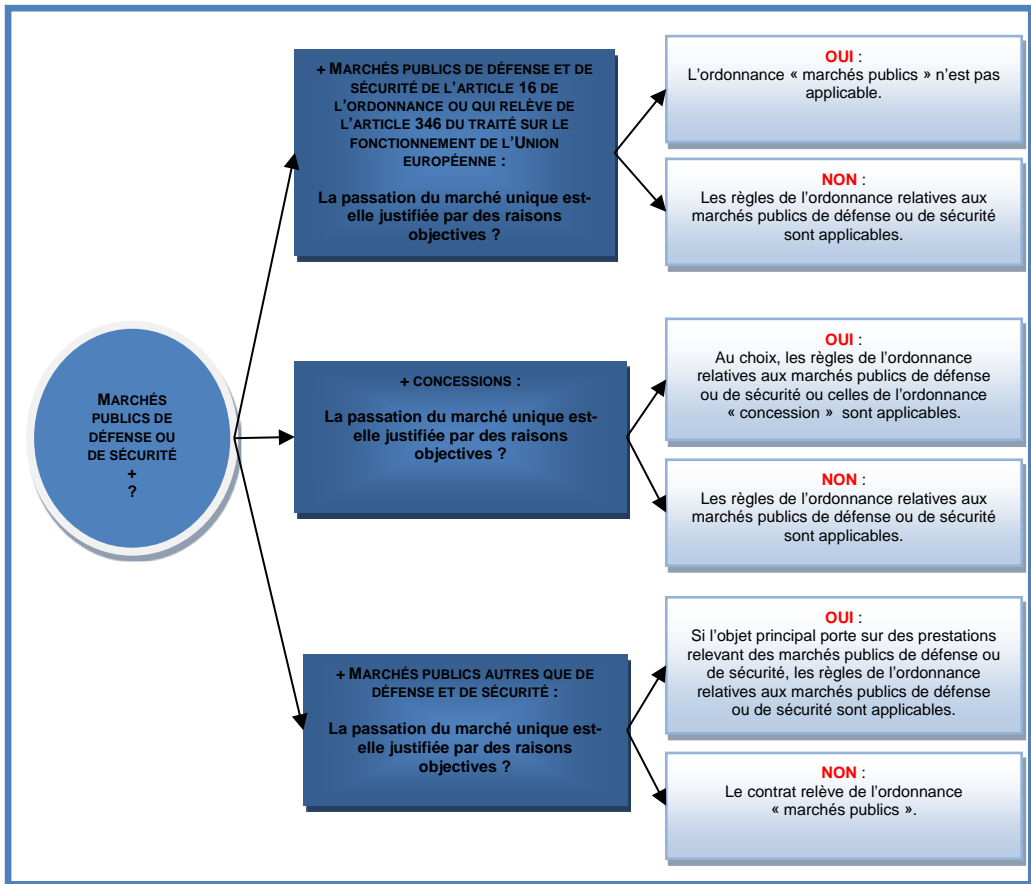 + MARCHÉS PUBLICS DE DÉFENSE ET DE
SÉCURITÉ DE L'ARTICLE 16 DE
L'ORDONNANCE OU QUI RELÈVE DE
L'ARTICLE 346 DU TRAITÉ SUR LE
FONCTIONNEMENT DE L'UNION
EUROPÉENNE :
La passation du marché unique est-
elle justifiée par des raisons
objectives ?
OUI :
L'ordonnance « marchés publics » n'est pas
applicable.
NON :
Les règles de l'ordonnance relatives aux
marchés publics de défense ou de sécurité
sont applicables.
MARCHÉS
PUBLICS DE
DÉFENSE OU
DE SÉCURITÉ
+
?
+ CONCESSIONS :
La passation du marché unique est-
elle justifiée par des raisons
objectives ?
OUI :
Au choix, les règles de l'ordonnance
relatives aux marchés publics de défense
ou de sécurité ou celles de l'ordonnance
« concession » sont applicables.
NON :
Les règles de l'ordonnance relatives aux
marchés publics de défense ou de sécurité
sont applicables.
+ MARCHÉS PUBLICS AUTRES QUE DE
DÉFENSE ET DE SÉCURITÉ :
La passation du marché unique est-
elle justifiée par des raisons
objectives ?
OUI :
Si l'objet principal porte sur des prestations
relevant des marchés publics de défense ou
de sécurité, les règles de l'ordonnance
relatives aux marchés publics de défense
ou de sécurité sont applicables.
NON :
Le contrat relève de l'ordonnance
« marchés publics ».